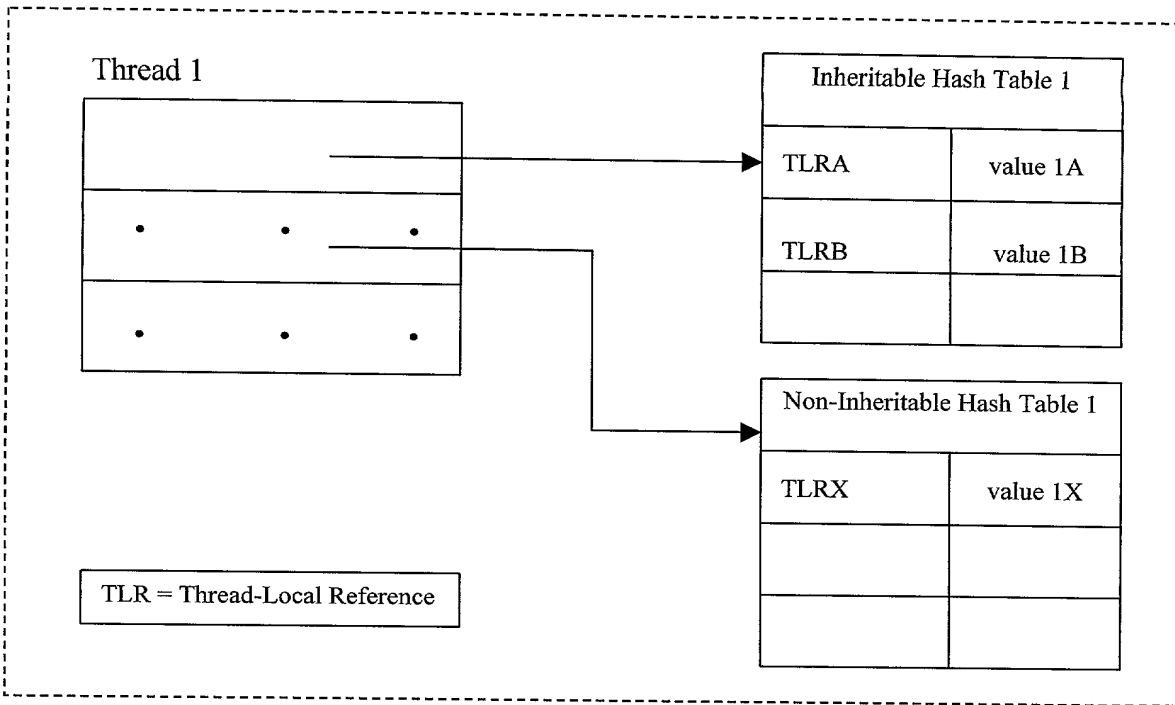 Thread 1
Inheritable Hash Table 1
TLRA value 1A
TLRB value 1B
Non-Inheritable Hash Table 1
TLRX value 1X
TLR = Thread-Local Reference